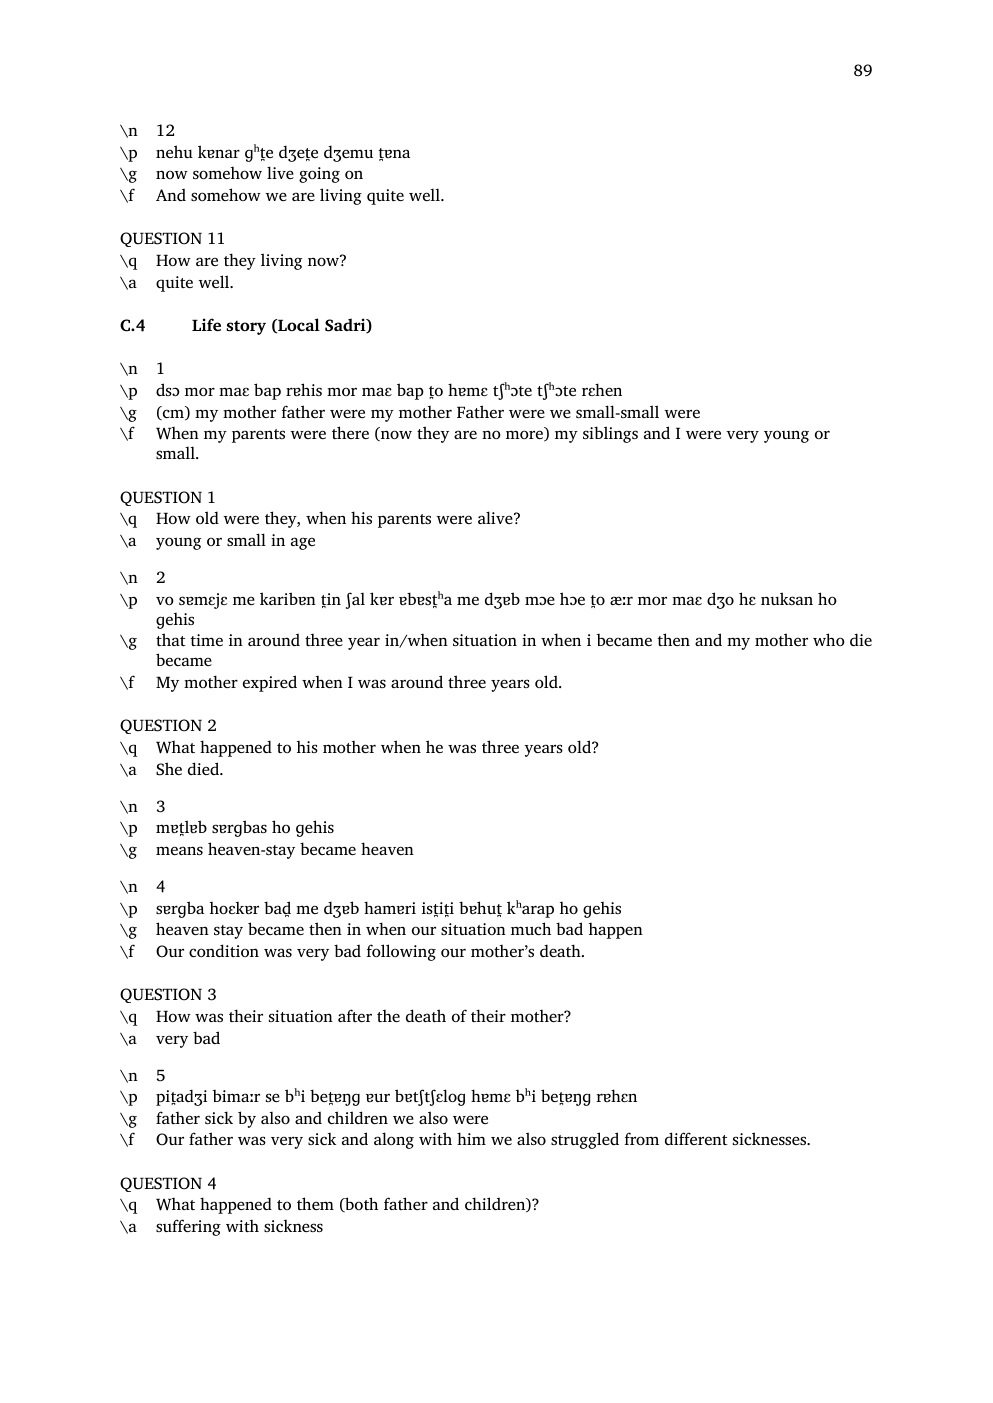 89
\n 12
\p nehu kɐnar ɡʰt̪e dʒet̪e dʒemu t̪ɐna
\g now somehow live going on
\f And somehow we are living quite well.
QUESTION 11
\q How are they living now?
\a quite well.
C.4 Life story (Local Sadri)
\n 1
\p dsɔ mor maɛ bap rɐhis mor maɛ bap t̪o hɐmɛ tʃʰɔte tʃʰɔte rɛhen
\g (cm) my mother father were my mother Father were we small-small were
\f When my parents were there (now they are no more) my siblings and I were very young or
small.
QUESTION 1
\q How old were they, when his parents were alive?
\a young or small in age
\n 2
\p vo sɐmɛjɛ me karibɐn t̪in ʃal kɐr ɐbɐst̪ʰa me dʒɐb mɔe hɔe t̪o æːr mor maɛ dʒo hɛ nuksan ho
ɡehis
\g that time in around three year in/when situation in when i became then and my mother who die
became
\f My mother expired when I was around three years old.
QUESTION 2
\q What happened to his mother when he was three years old?
\a She died.
\n 3
\p mɐt̪lɐb sɐrɡbas ho ɡehis
\g means heaven-stay became heaven
\n 4
\p sɐrɡba hoɛkɐr bad̪ me dʒɐb hamɐri ist̪it̪i bɐhut̪ kʰarap ho ɡehis
\g heaven stay became then in when our situation much bad happen
\f Our condition was very bad following our mother’s death.
QUESTION 3
\q How was their situation after the death of their mother?
\a very bad
\n 5
\p pit̪adʒi bimaːr se bʰi bet̪ɐŋɡ ɐur bɐtʃtʃɛloɡ hɐmɛ bʰi bet̪ɐŋɡ rɐhɛn
\g father sick by also and children we also were
\f Our father was very sick and along with him we also struggled from different sicknesses.
QUESTION 4
\q What happened to them (both father and children)?
\a suffering with sickness